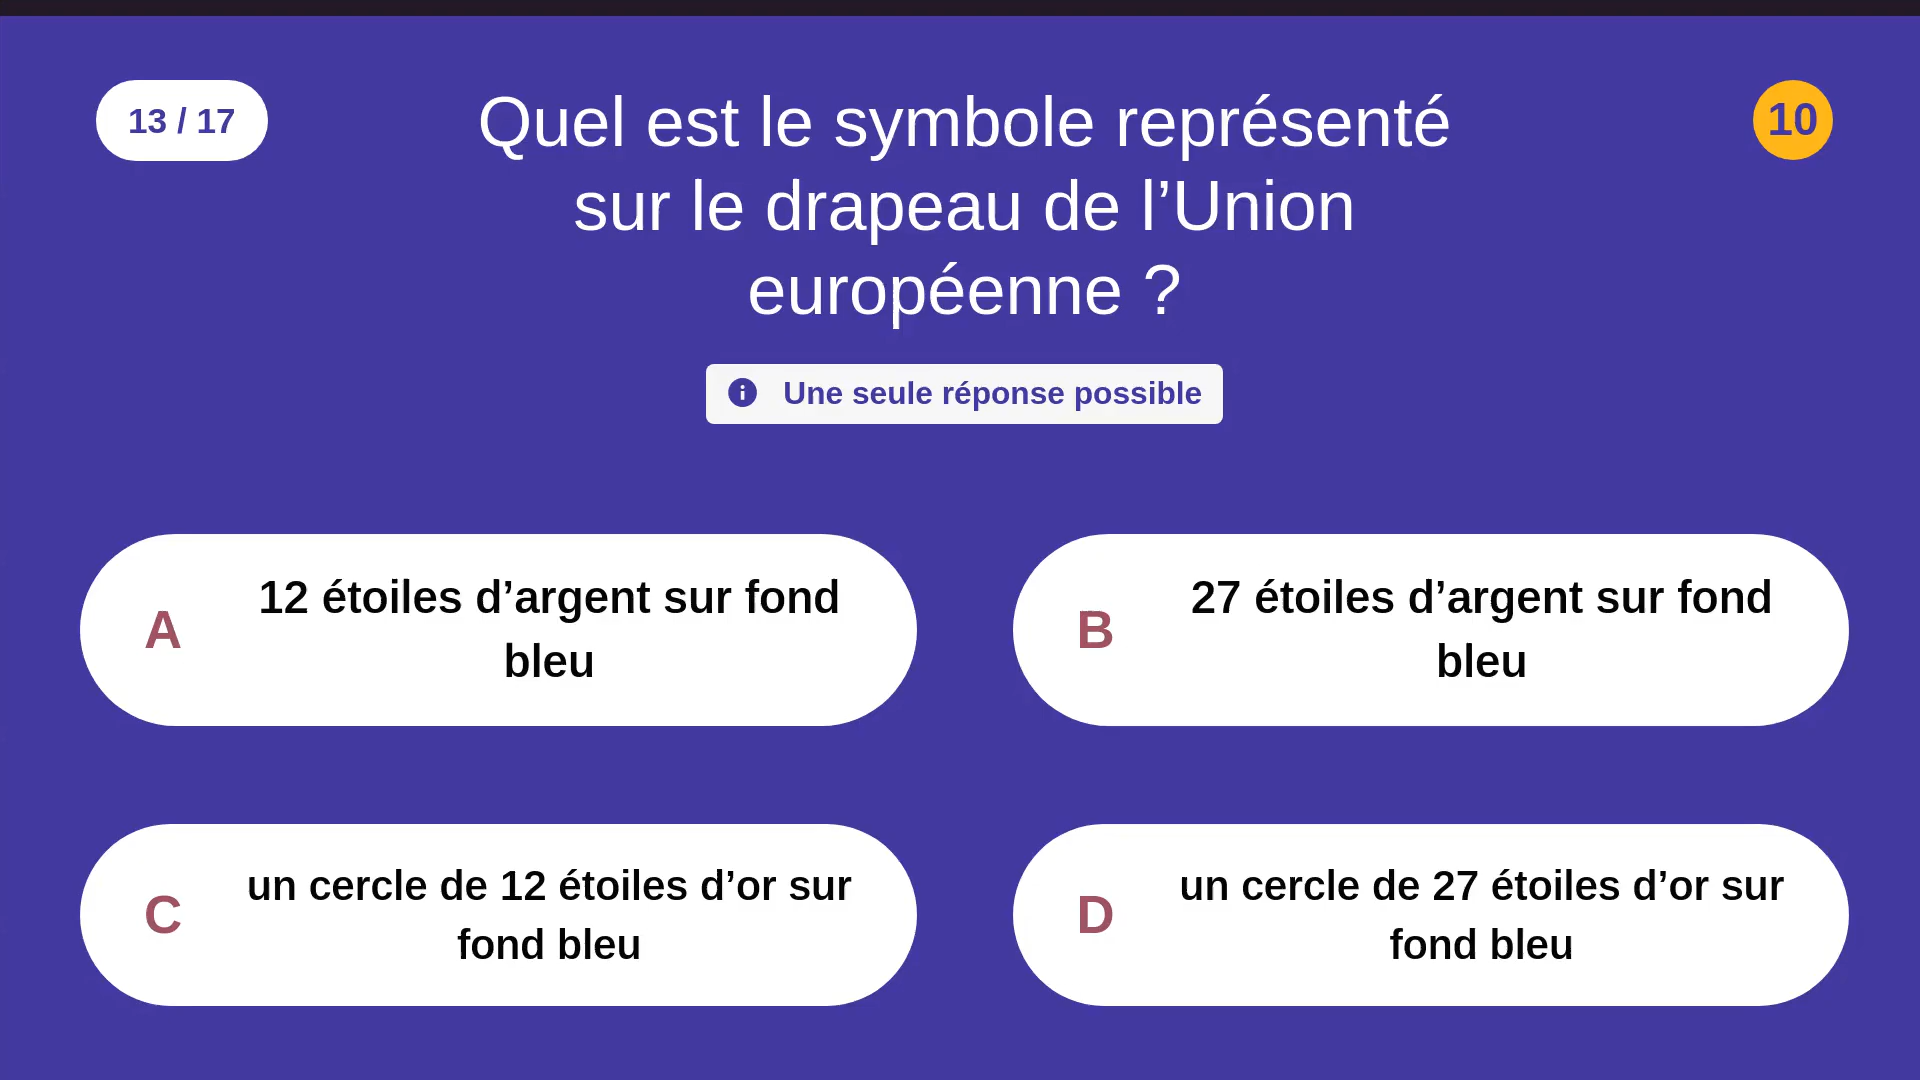 13 / 17
Quel est le symbole représenté
sur le drapeau de l’Union
européenne ?
10
Une seule réponse possible
A
12 étoiles d’argent sur fond
bleu
B
27 étoiles d’argent sur fond
bleu
C
un cercle de 12 étoiles d’or sur
fond bleu
D
un cercle de 27 étoiles d’or sur
fond bleu